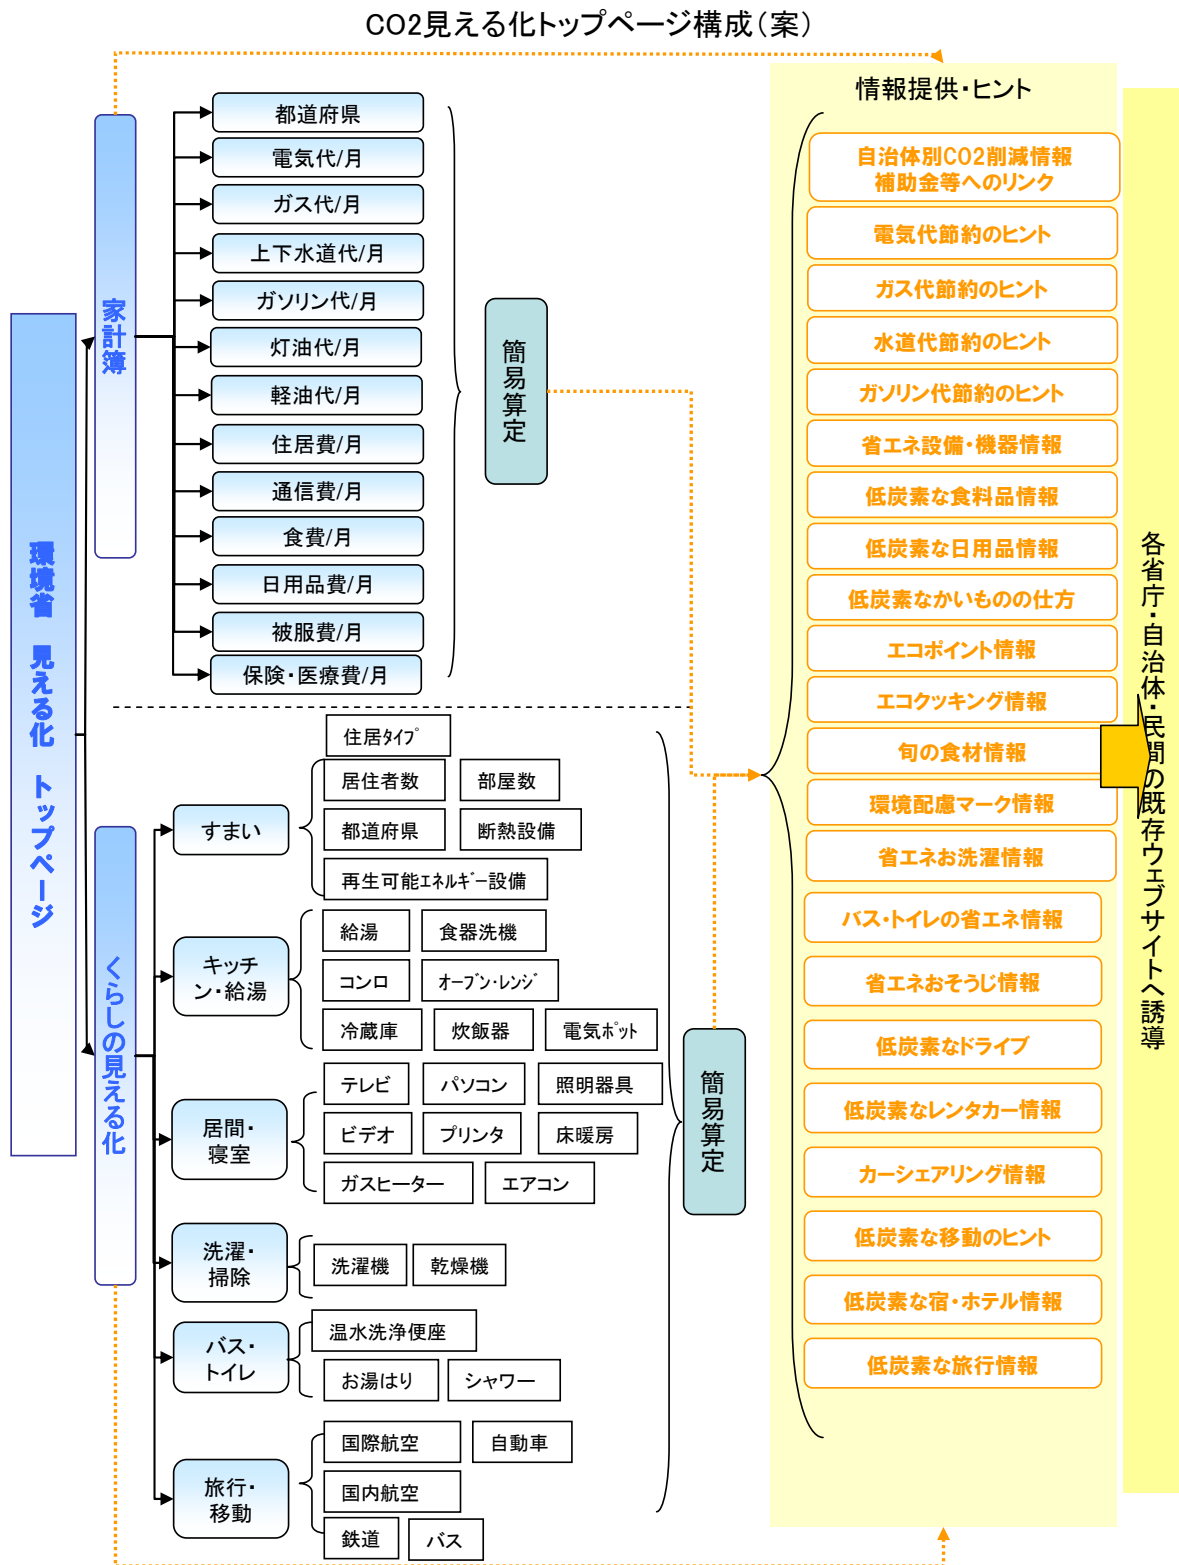 CO2見える化トップページ構成（案）
環境省　見える化　トップページ
家計簿
都道府県
電気代/月
ガス代/月
上下水道代/月
ガソリン代/月
灯油代/月
軽油代/月
住居費/月
通信費/月
食費/月
日用品費/月
被服費/月
保険・医療費/月
簡易算定
くらしの見える化
すまい
住居タイプ
居住者数
部屋数
都道府県
断熱設備
再生可能エネルギー設備
キッチ
ン・給湯
給湯
食器洗機
コンロ
オーブン・レンジ
冷蔵庫
炊飯器
電気ポット
居間・
寝室
テレビ
パソコン
照明器具
ビデオ
プリンタ
床暖房
ガスヒーター
エアコン
洗濯・
掃除
洗濯機
乾燥機
バス・
トイレ
温水洗浄便座
お湯はり
シャワー
旅行・
移動
国際航空
自動車
国内航空
鉄道
バス
簡易算定
情報提供・ヒント
自治体別CO2削減情報
補助金等へのリンク
電気代節約のヒント
ガス代節約のヒント
水道代節約のヒント
ガソリン代節約のヒント
省エネ設備・機器情報
低炭素な食料品情報
低炭素な日用品情報
低炭素なかいものの仕方
エコポイント情報
エコクッキング情報
旬の食材情報
環境配慮マーク情報
省エネお洗濯情報
バス・トイレの省エネ情報
省エネおそうじ情報
低炭素なドライブ
低炭素なレンタカー情報
カーシェアリング情報
低炭素な移動のヒント
低炭素な宿・ホテル情報
低炭素な旅行情報
各省庁・自治体・民間の既存ウェブサイトへ誘導